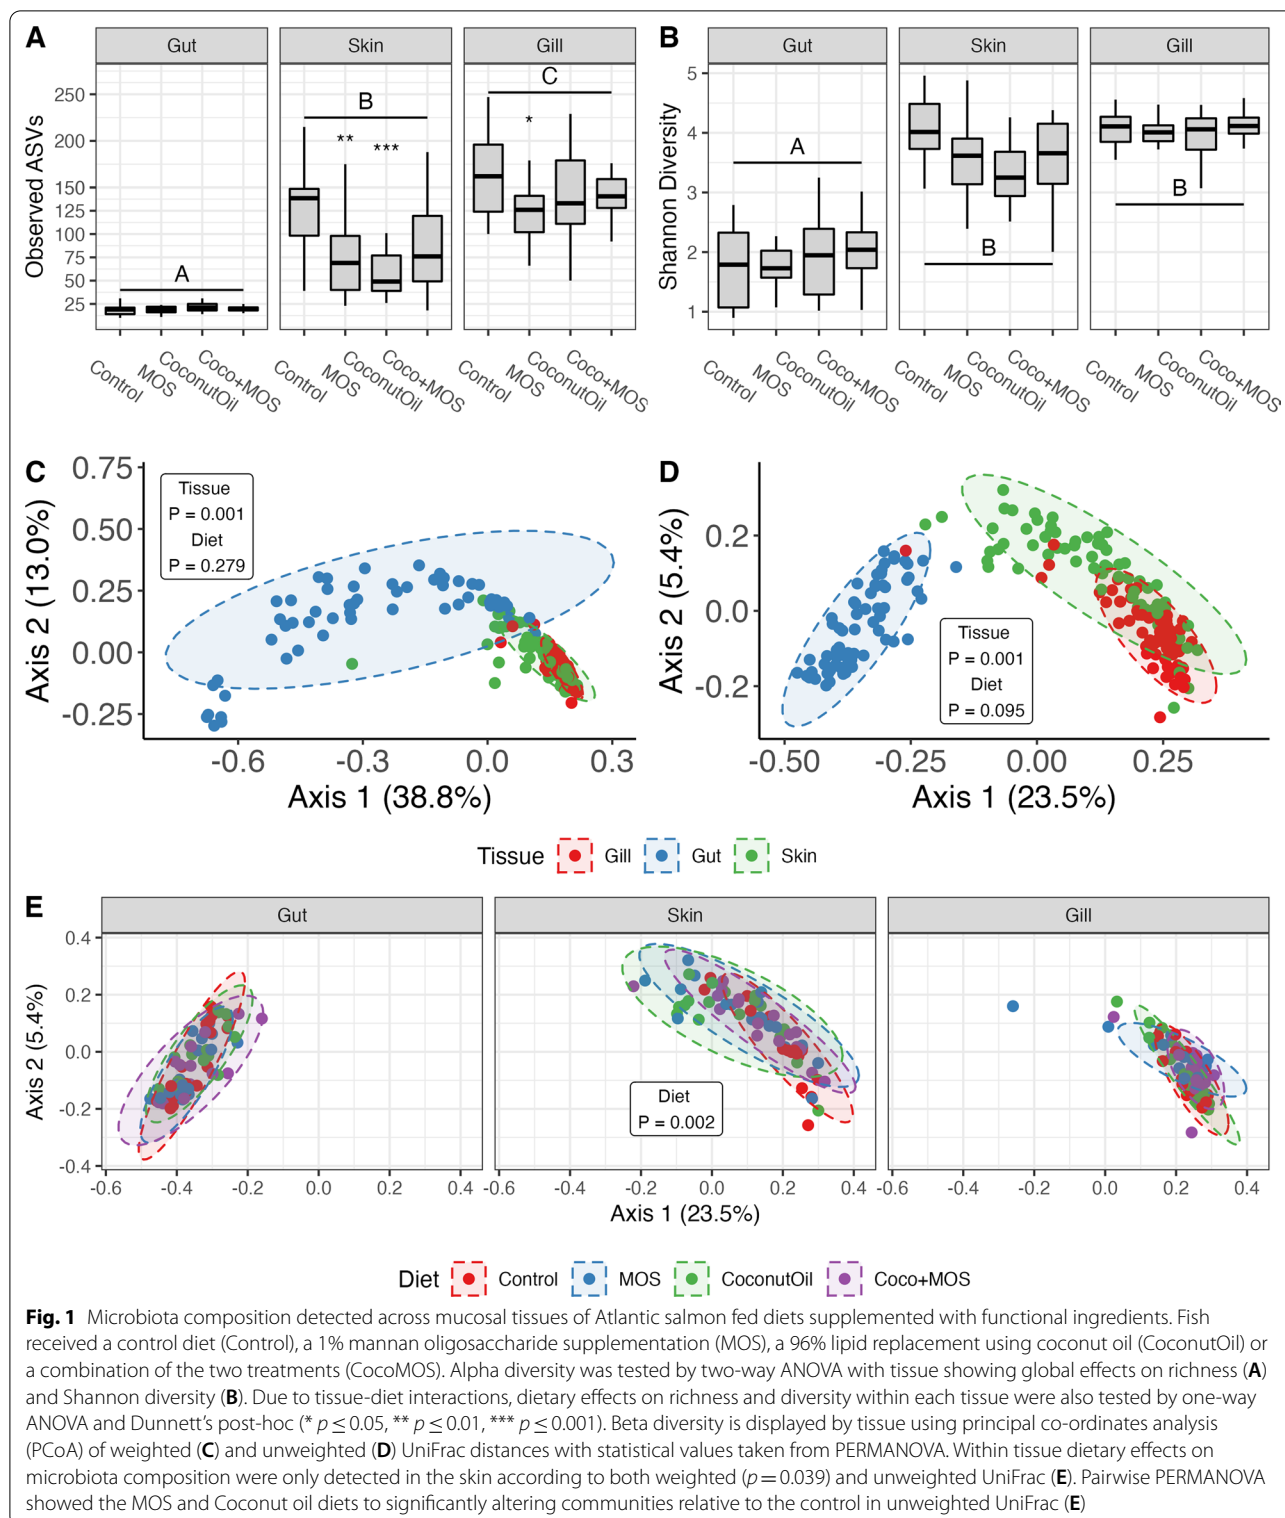 A
Gut
Skin
Gill
Observed ASVs
250
200
150
125
100
75
50
25
A
B
**
***
C
*
Control
MOS
CoconutOil
Coco+MOS
Control
MOS
CoconutOil
Coco+MOS
Control
MOS
CoconutOil
Coco+MOS
B
Gut
Skin
Gill
Shannon Diversity
5
4
3
2
1
A
B
B
Control
MOS
CoconutOil
Coco+MOS
Control
MOS
CoconutOil
Coco+MOS
Control
MOS
CoconutOil
Coco+MOS
C
Axis 2 (13.0%)
0.75
0.50
0.25
0.00
-0.25
Tissue
P = 0.001
Diet
P = 0.279
-0.6
-0.3
0.0
0.3
Axis 1 (38.8%)
D
Axis 2 (5.4%)
0.2
0.0
-0.2
Tissue
P = 0.001
Diet
P = 0.095
-0.50
-0.25
0.00
0.25
Axis 1 (23.5%)
Tissue Gill Gut Skin
E
Gut
Skin
Gill
Axis 2 (5.4%)
0.4
0.2
0.0
-0.2
-0.4
Diet
P = 0.002
-0.6 -0.4 -0.2 0.0 0.2 0.4
-0.6 -0.4 -0.2 0.0 0.2 0.4
-0.6 -0.4 -0.2 0.0 0.2 0.4
Axis 1 (23.5%)
Diet Control MOS CoconutOil Coco+MOS
Fig. 1 Microbiota composition detected across mucosal tissues of Atlantic salmon fed diets supplemented with functional ingredients. Fish
received a control diet (Control), a 1% mannan oligosaccharide supplementation (MOS), a 96% lipid replacement using coconut oil (CoconutOil) or
a combination of the two treatments (CocoMOS). Alpha diversity was tested by two-way ANOVA with tissue showing global effects on richness (A)
and Shannon diversity (B). Due to tissue-diet interactions, dietary effects on richness and diversity within each tissue were also tested by one-way
ANOVA and Dunnett's post-hoc (* p ≤ 0.05, ** p ≤ 0.01, *** p ≤ 0.001). Beta diversity is displayed by tissue using principal co-ordinates analysis
(PCoA) of weighted (C) and unweighted (D) UniFrac distances with statistical values taken from PERMANOVA. Within tissue dietary effects on
microbiota composition were only detected in the skin according to both weighted (p = 0.039) and unweighted UniFrac (E). Pairwise PERMANOVA
showed the MOS and Coconut oil diets to significantly altering communities relative to the control in unweighted UniFrac (E)